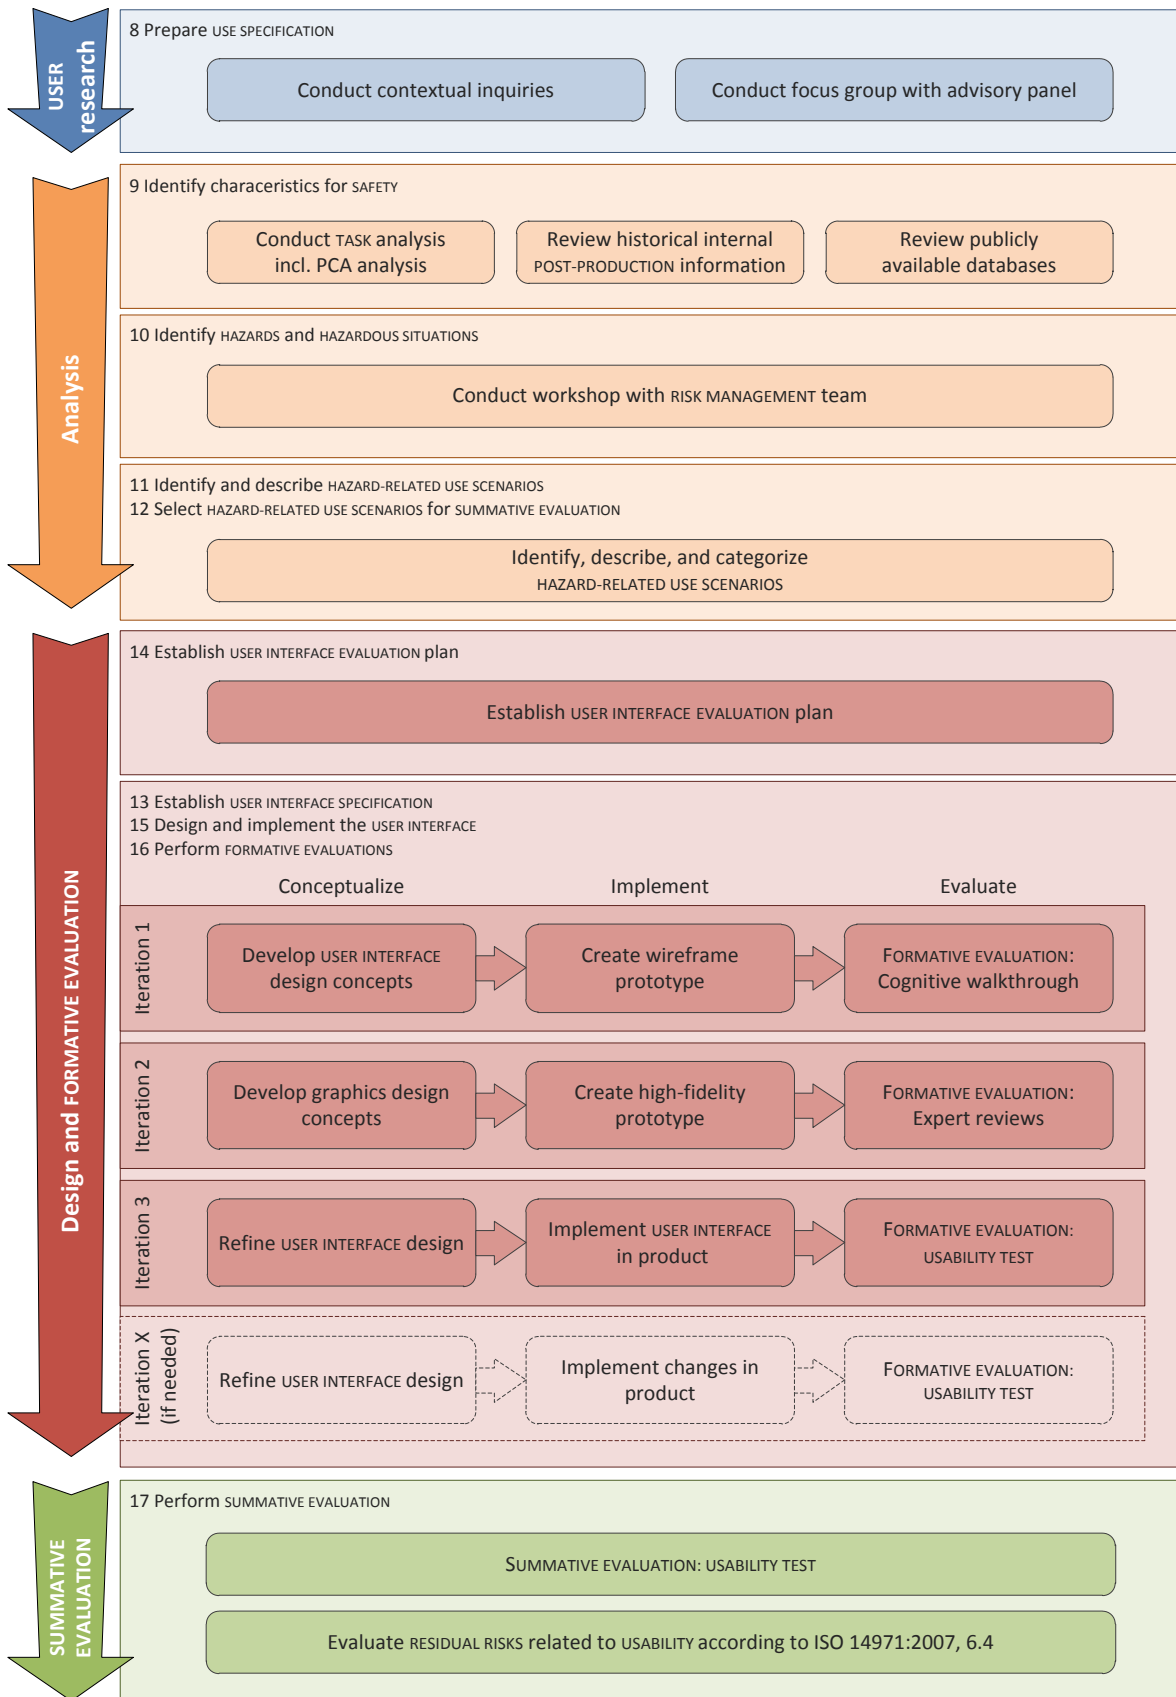 USER
research
8 Prepare USE SPECIFICATION
Conduct contextual inquiries
Conduct focus group with advisory panel
Analysis
9 Identify characeristics for SAFETY
Conduct TASK analysis
incl. PCA analysis
Review historical internal
POST-PRODUCTION information
Review publicly
available databases
10 Identify HAZARDS and HAZARDOUS SITUATIONS
Conduct workshop with RISK MANAGEMENT team
11 Identify and describe HAZARD-RELATED USE SCENARIOS
12 Select HAZARD-RELATED USE SCENARIOS for SUMMATIVE EVALUATION
Identify, describe, and categorize
HAZARD-RELATED USE SCENARIOS
Design and FORMATIVE EVALUATION
14 Establish USER INTERFACE EVALUATION plan
Establish USER INTERFACE EVALUATION plan
13 Establish USER INTERFACE SPECIFICATION
15 Design and implement the USER INTERFACE
16 Perform FORMATIVE EVALUATIONS
Conceptualize
Implement
Evaluate
Iteration 1
Develop USER INTERFACE
design concepts
Create wireframe
prototype
FORMATIVE EVALUATION:
Cognitive walkthrough
Iteration 2
Develop graphics design
concepts
Create high-fidelity
prototype
FORMATIVE EVALUATION:
Expert reviews
Iteration 3
Refine USER INTERFACE design
Implement USER INTERFACE
in product
FORMATIVE EVALUATION:
USABILITY TEST
Iteration X
(if needed)
Refine USER INTERFACE design
Implement changes in
product
FORMATIVE EVALUATION:
USABILITY TEST
SUMMATIVE
EVALUATION
17 Perform SUMMATIVE EVALUATION
SUMMATIVE EVALUATION: USABILITY TEST
Evaluate RESIDUAL RISKS related to USABILITY according to ISO 14971:2007, 6.4